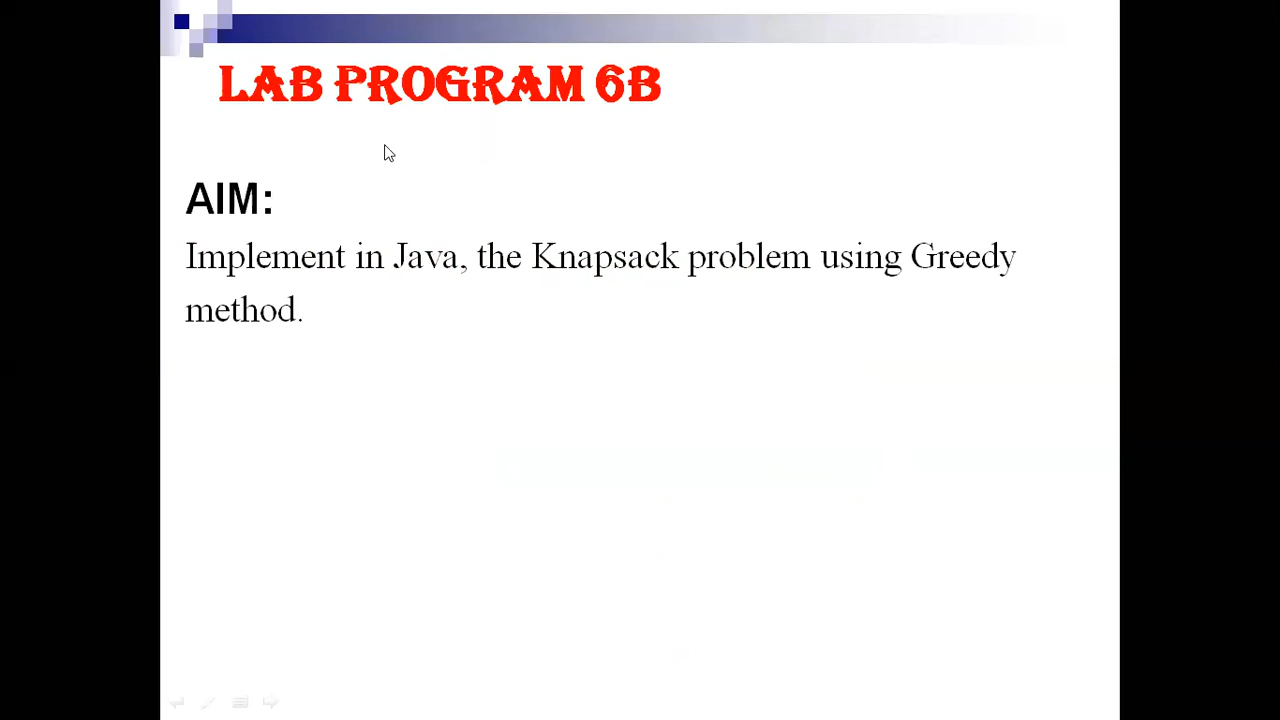 LAB PROGRAM 6B
AIM:
Implement in Java, the Knapsack problem using Greedy
method.